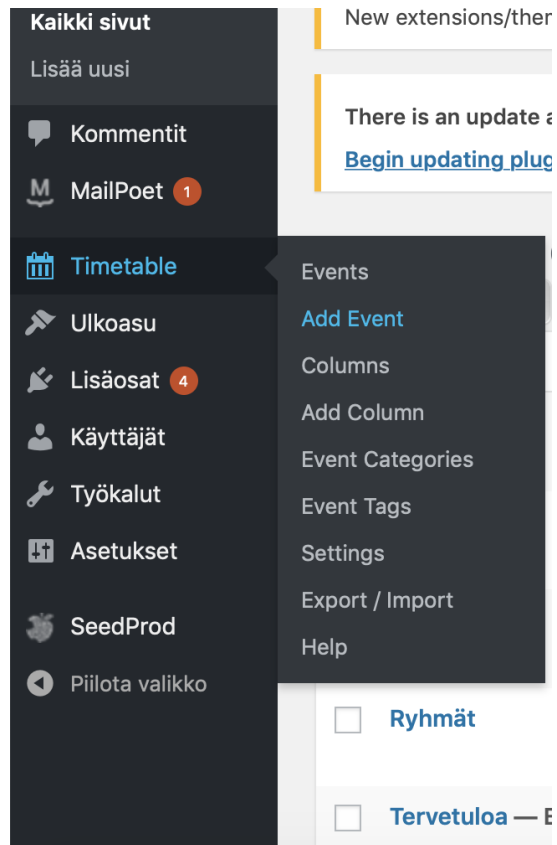 Kaikki sivut
Lisää uusi
Kommentit
MailPoet 1
Timetable
Ulkoasu
Lisäosat 4
Käyttäjät
Työkalut
Asetukset
SeedProd
Piilota valikko
Events
Add Event
Columns
Add Column
Event Categories
Event Tags
Settings
Export / Import
Help
New extensions/
There is an update
Begin updating
Ryhmät
Tervetuloa —